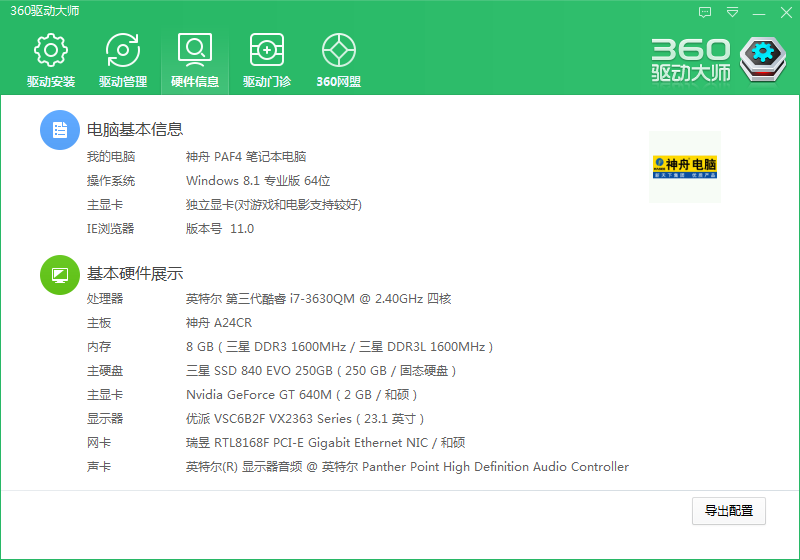 360驱动大师
驱动安装 驱动管理 硬件信息 驱动门诊 360网盟
360
驱动大师
电脑基本信息
我的电脑 神舟 PAF4 笔记本电脑
操作系统 Windows 8.1 专业版 64位
主显卡 独立显卡(对游戏和电影支持较好)
IE浏览器 版本号 11.0
神舟电脑
基本硬件展示
处理器 英特尔 第三代酷睿 i7-3630QM @ 2.40GHz 四核
主板 神舟 A24CR
内存 8 GB ( 三星 DDR3 1600MHz / 三星 DDR3L 1600MHz )
主硬盘 三星 SSD 840 EVO 250GB ( 250 GB / 固态硬盘 )
主显卡 Nvidia GeForce GT 640M ( 2 GB / 和硕 )
显示器 优派 VSC6B2F VX2363 Series ( 23.1 英寸 )
网卡 瑞昱 RTL8168F PCI-E Gigabit Ethernet NIC / 和硕
声卡 英特尔(R) 显示器音频 @ 英特尔 Panther Point High Definition Audio Controller
导出配置